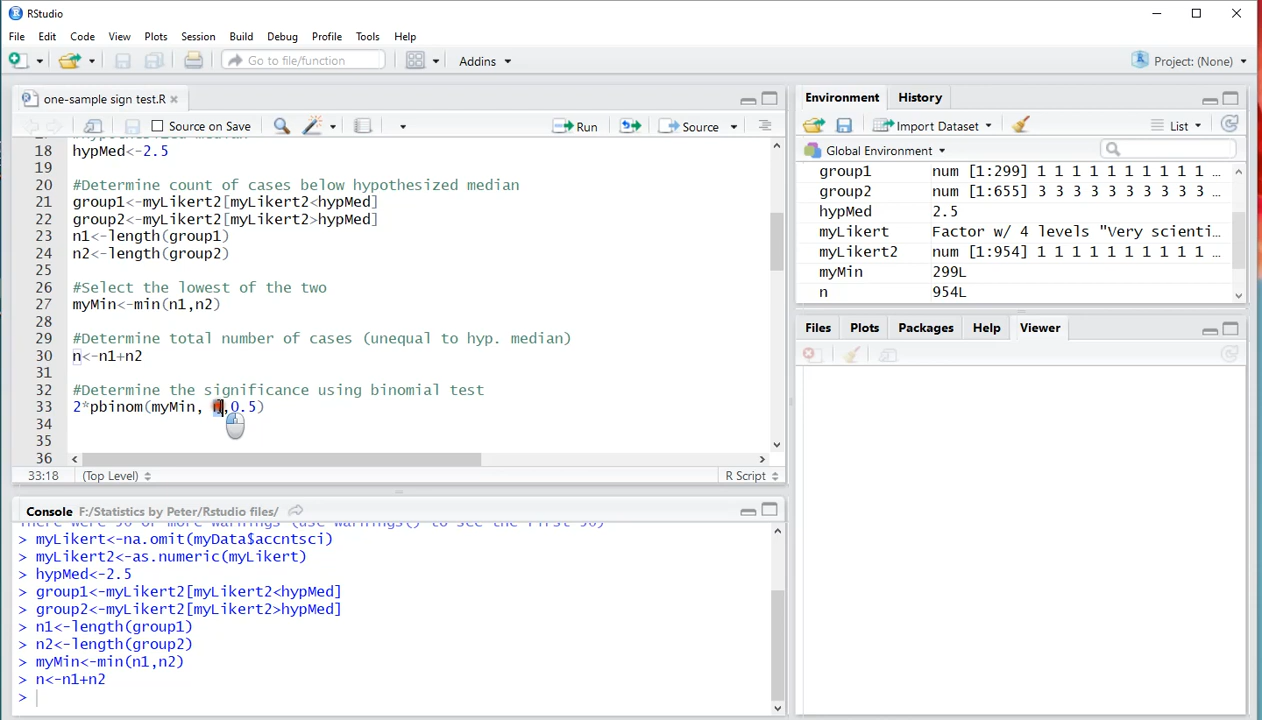 RStudio
File Edit Code View Plots Session Build Debug Profile Tools Help
Go to file/function
Addins
Project: (None)
one-sample sign test.R
Source on Save
Run
Source
18 hypMed<-2.5
19
20 #Determine count of cases below hypothesized median
21 group1<-myLikert2[myLikert2<hypMed]
22 group2<-myLikert2[myLikert2>hypMed]
23 n1<-length(group1)
24 n2<-length(group2)
25
26 #Select the lowest of the two
27 myMin<-min(n1,n2)
28
29 #Determine total number of cases (unequal to hyp. median)
30 n<-n1+n2
31
32 #Determine the significance using binomial test
33 2*pbinom(myMin, n,0.5)
34
35
36
33:18 (Top Level) R Script
Console F:/Statistics by Peter/Rstudio files/
There were 50 or more warnings (use warnings() to see the first 50)
> myLikert<-na.omit(myData$accntsci)
> myLikert2<-as.numeric(myLikert)
> hypMed<-2.5
> group1<-myLikert2[myLikert2<hypMed]
> group2<-myLikert2[myLikert2>hypMed]
> n1<-length(group1)
> n2<-length(group2)
> myMin<-min(n1,n2)
> n<-n1+n2
>
Environment History
Import Dataset List
Global Environment
group1 num [1:299] 1 1 1 1 1 1 1 1 1 1 ...
group2 num [1:655] 3 3 3 3 3 3 3 3 3 3 ...
hypMed 2.5
myLikert Factor w/ 4 levels "Very scienti...
myLikert2 num [1:954] 1 1 1 1 1 1 1 1 1 1 ...
myMin 299L
n 954L
Files Plots Packages Help Viewer